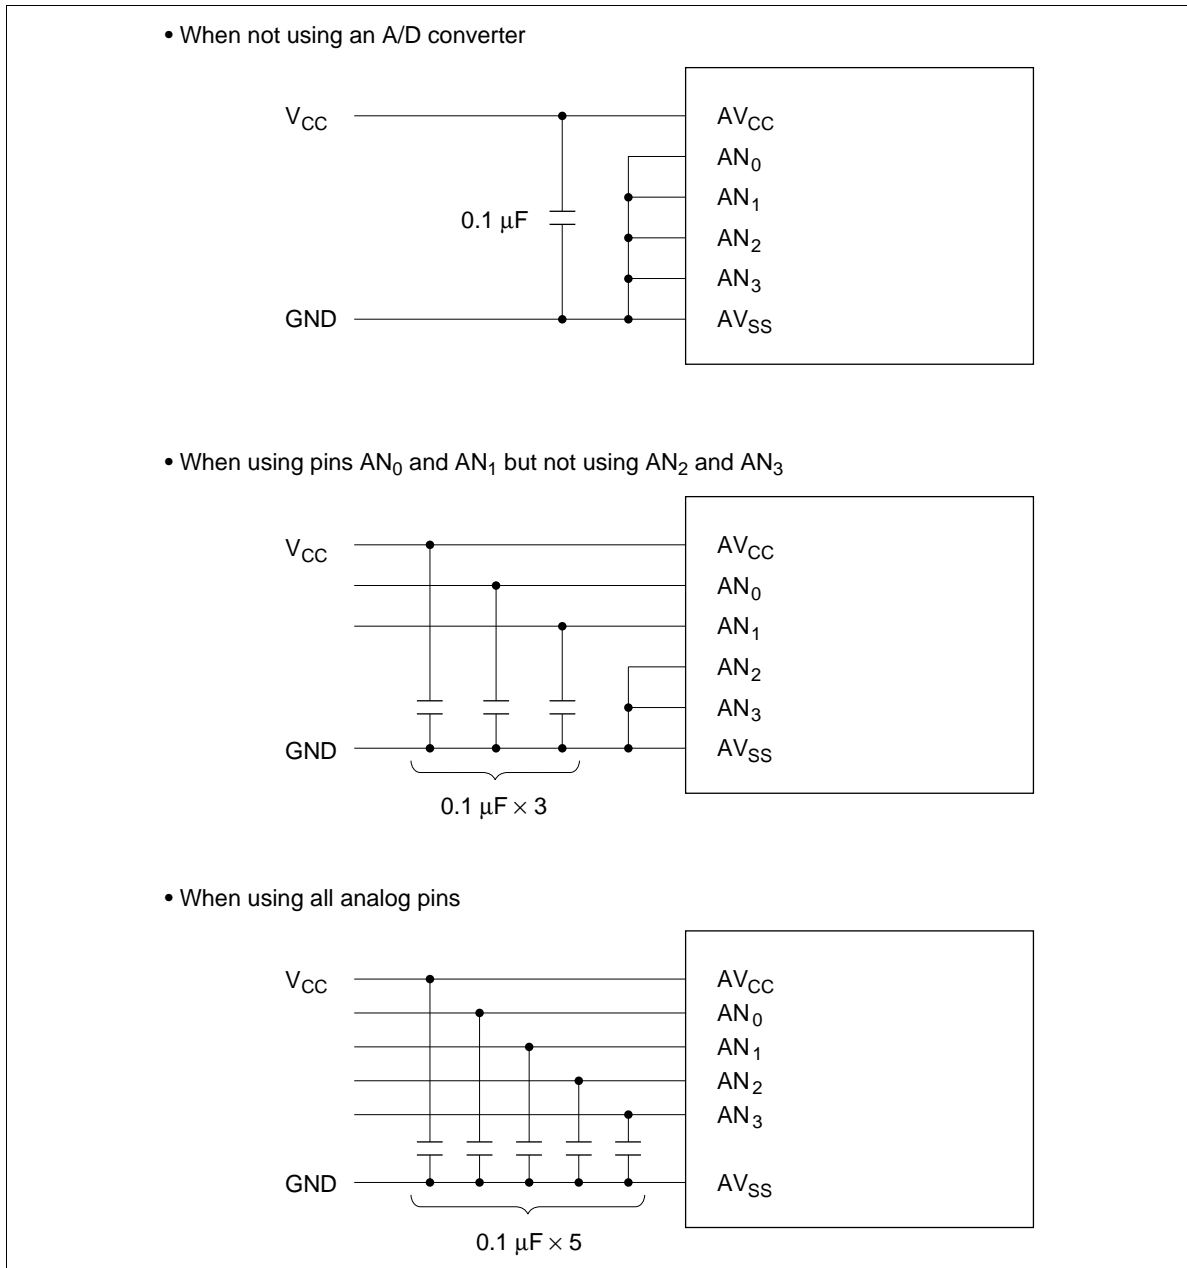 • When not using an A/D converter
V_CC
AV_CC
AN_0
AN_1
0.1 μF
AN_2
AN_3
GND
AV_SS
• When using pins AN_0 and AN_1 but not using AN_2 and AN_3
V_CC
AV_CC
AN_0
AN_1
AN_2
AN_3
GND
AV_SS
0.1 μF × 3
• When using all analog pins
V_CC
AV_CC
AN_0
AN_1
AN_2
AN_3
GND
AV_SS
0.1 μF × 5